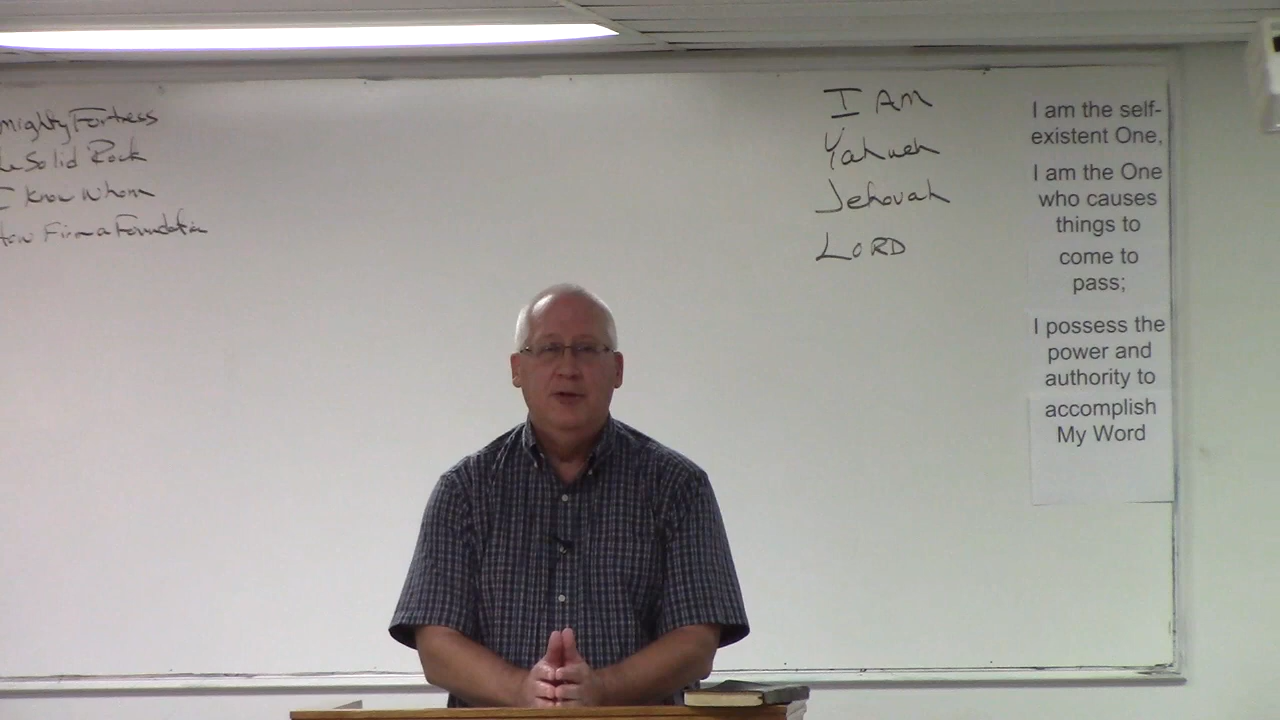 Mighty Fortress
Solid Rock
I Know Whom
How Firm a Foundation
I AM
Yahweh
Jehovah
LORD
I am the self-
existent One,
I am the One
who causes
things to
come to
pass;
I possess the
power and
authority to
accomplish
My Word